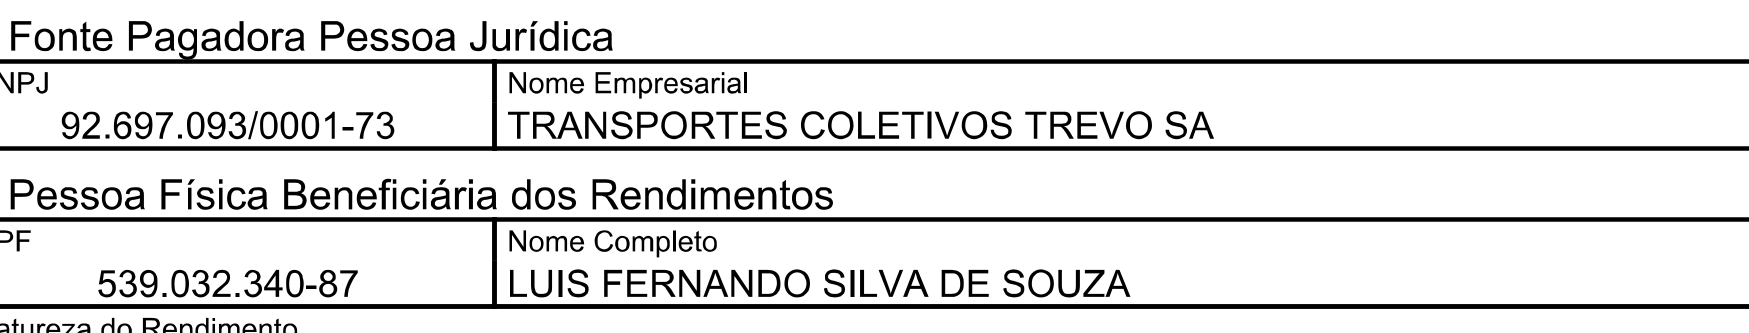 Fonte Pagadora Pessoa Jurídica
NPJ
Nome Empresarial
92.697.093/0001-73
TRANSPORTES COLETIVOS TREVO SA
Pessoa Física Beneficiária dos Rendimentos
PF
Nome Completo
539.032.340-87
LUIS FERNANDO SILVA DE SOUZA
atureza do Rendimento